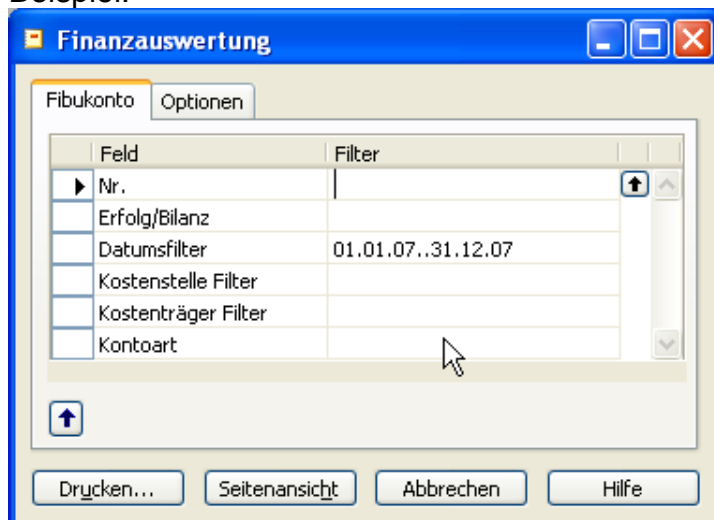 Beispiel:
Finanzauswertung
Fibukonto Optionen
Feld Filter
Nr.
Erfolg/Bilanz
Datumsfilter 01.01.07..31.12.07
Kostenstelle Filter
Kostenträger Filter
Kontoart
Drucken... Seitenansicht Abbrechen Hilfe